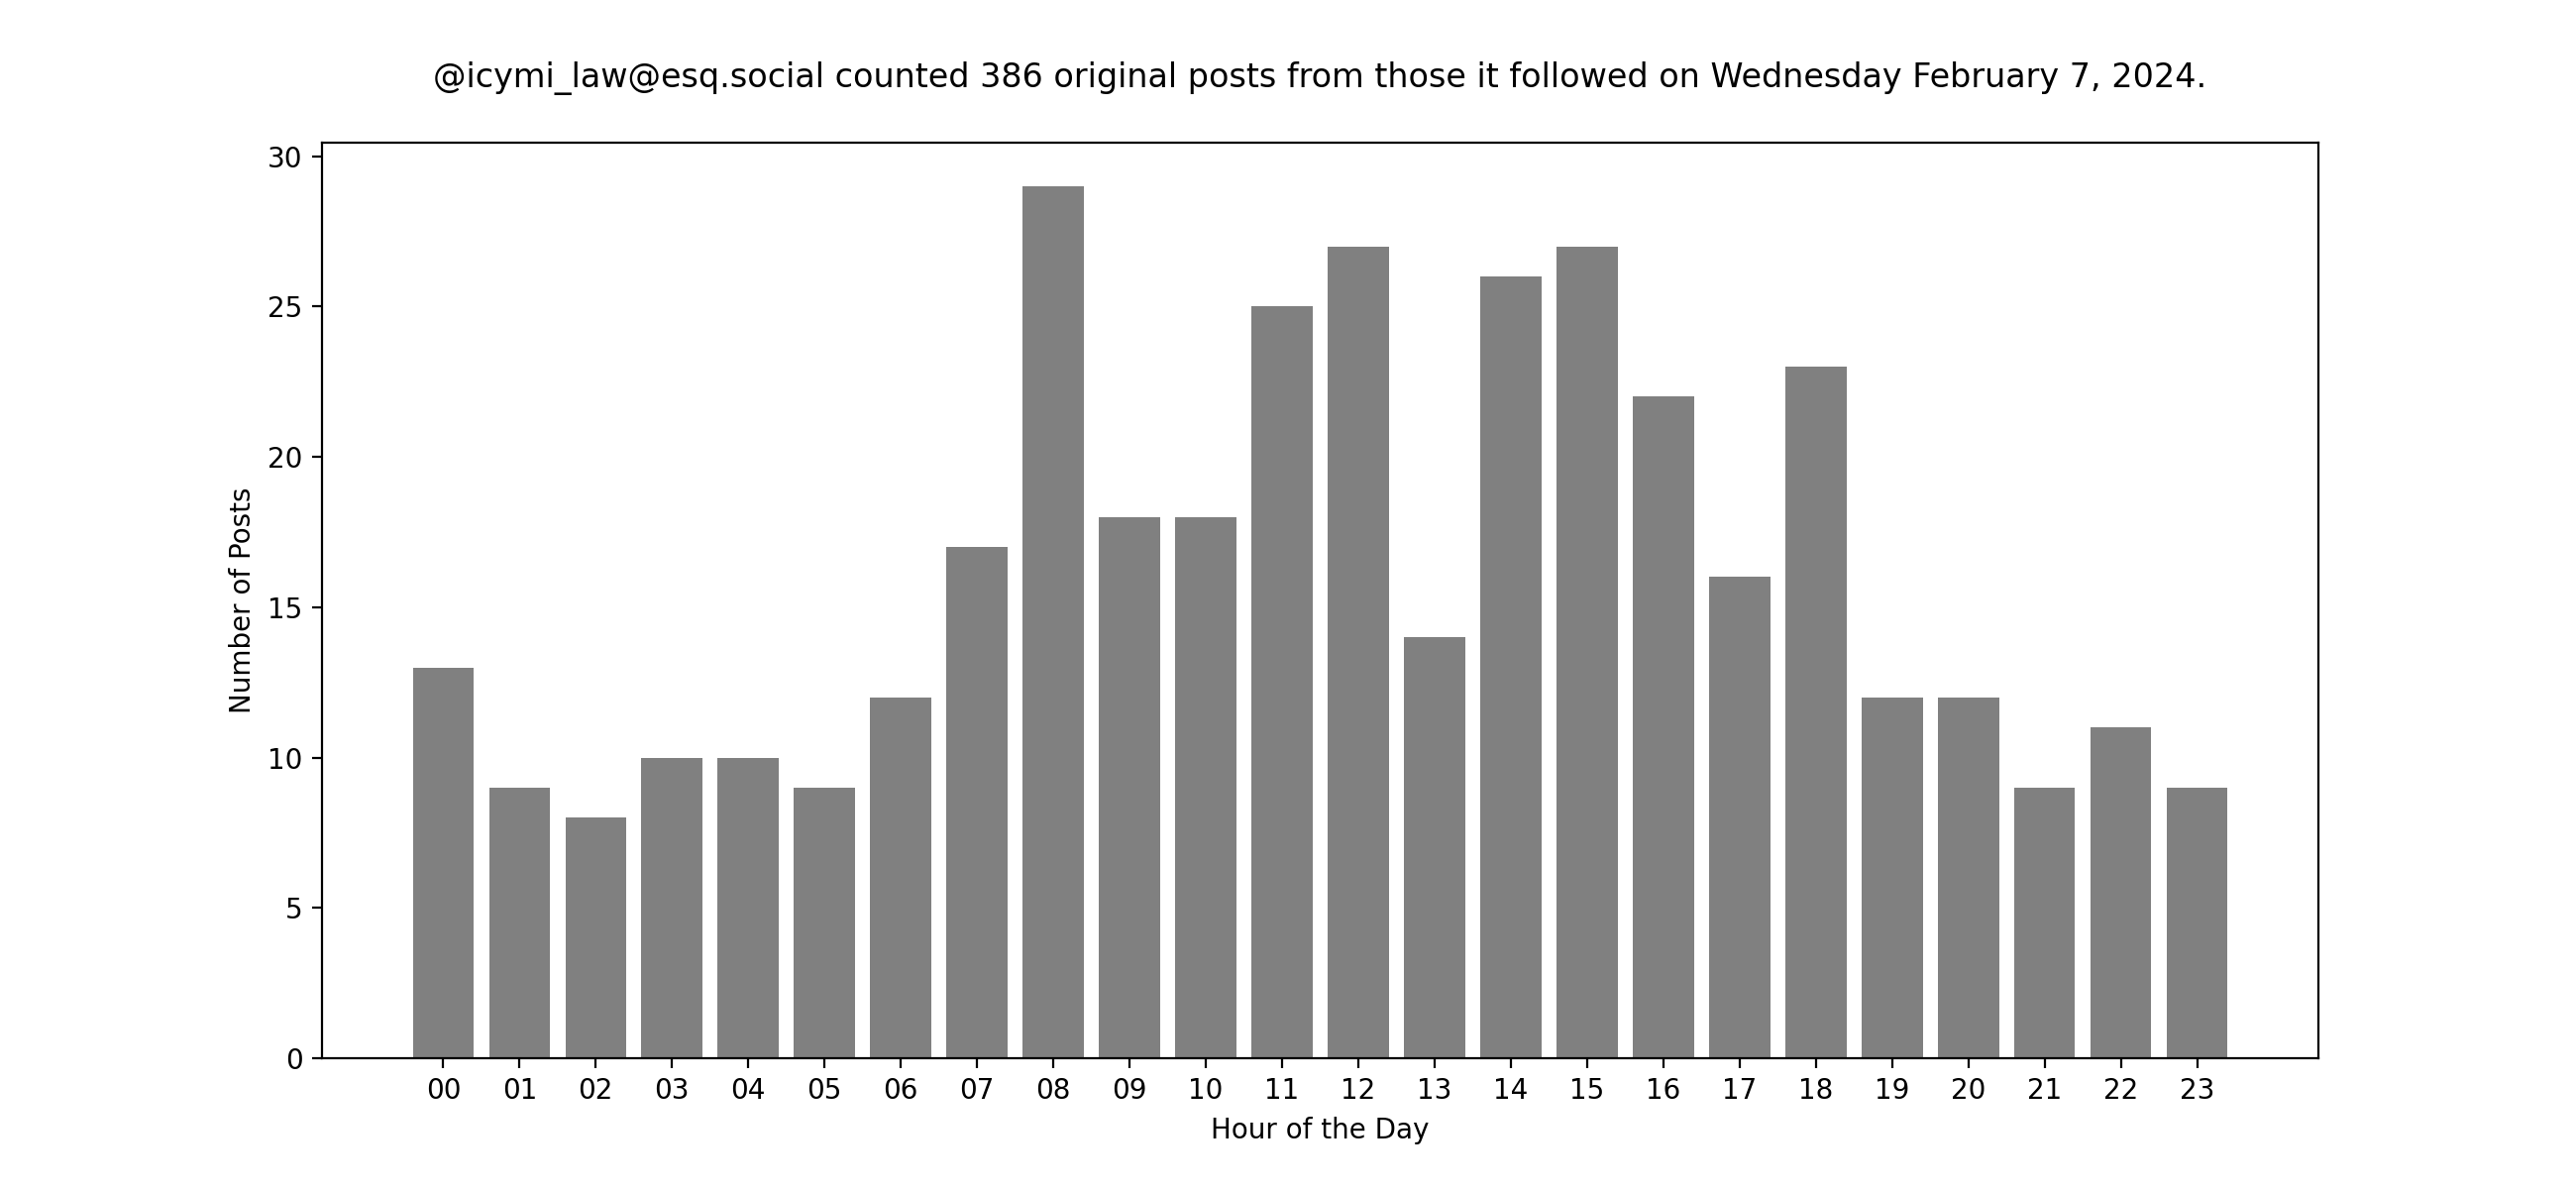 @icymi_law@esq.social counted 386 original posts from those it followed on Wednesday February 7, 2024.
30
25
20
15
10
5
0
Number of Posts
00 01 02 03 04 05 06 07 08 09 10 11 12 13 14 15 16 17 18 19 20 21 22 23
Hour of the Day